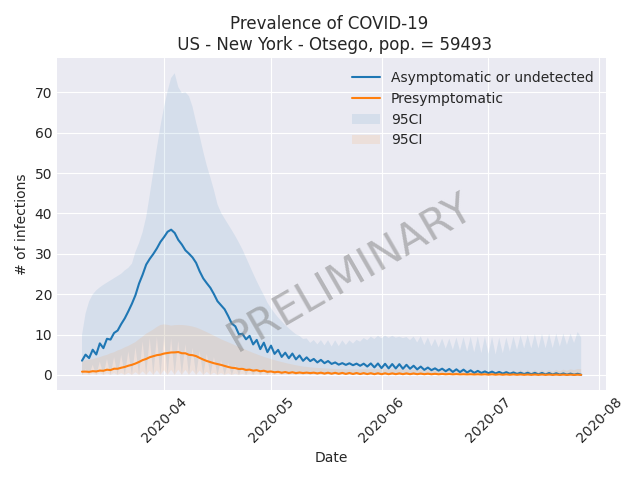 Prevalence of COVID-19
US - New York - Otsego, pop. = 59493
Asymptomatic or undetected
Presymptomatic
95CI
95CI
# of infections
70
60
50
40
30
20
10
0
PRELIMINARY
2020-04
2020-05
2020-06
2020-07
2020-08
Date